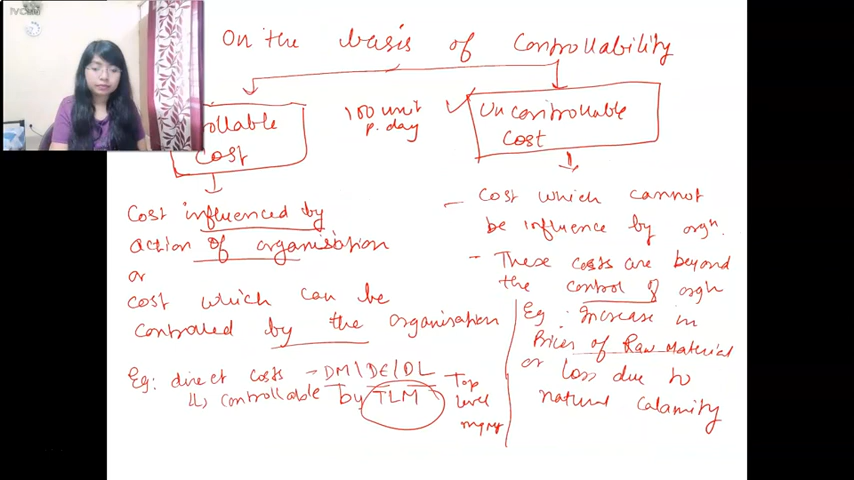 On the basis of Controllability
rollable
cost
100 unit
p. day
Uncontrollable
Cost
Cost influenced by
action of organisation
or
cost which can be
controlled by the organisation
Eg: direct costs - DM/DE/DL
controllable by TLM
Top
level
mgmt
- Cost which cannot
be influence by orgn.
- These costs are beyond
the control of orgn
Eg: Increase in
Prices of Raw Material
or loss due to
natural calamity